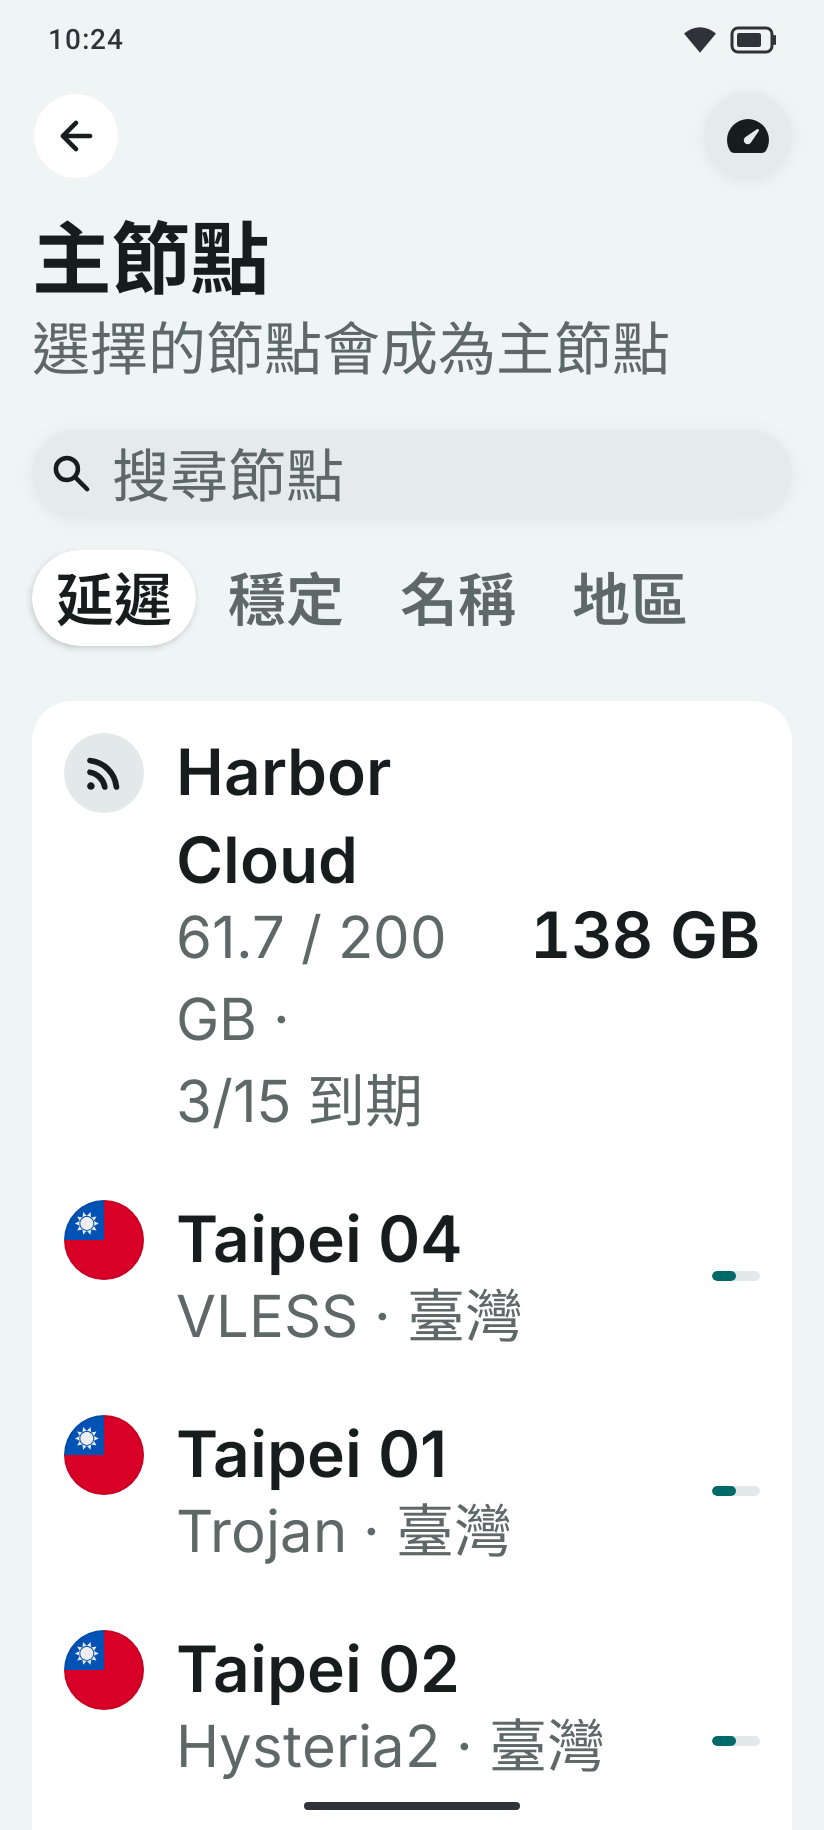 10:24
主節點
選擇的節點會成為主節點
搜尋節點
延遲 穩定 名稱 地區
Harbor
Cloud
61.7 / 200
GB ·
3/15 到期
138 GB
Taipei 04
VLESS · 臺灣
Taipei 01
Trojan · 臺灣
Taipei 02
Hysteria2 · 臺灣